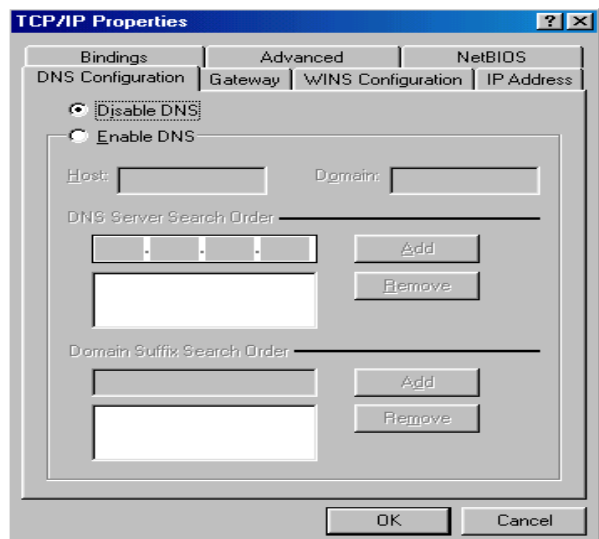 TCP/IP Properties
? ×
Bindings Advanced NetBIOS
DNS Configuration Gateway WINS Configuration IP Address
Disable DNS
Enable DNS
Host: Domain:
DNS Server Search Order
. . . Add
Remove
Domain Suffix Search Order
Add
Remove
OK Cancel